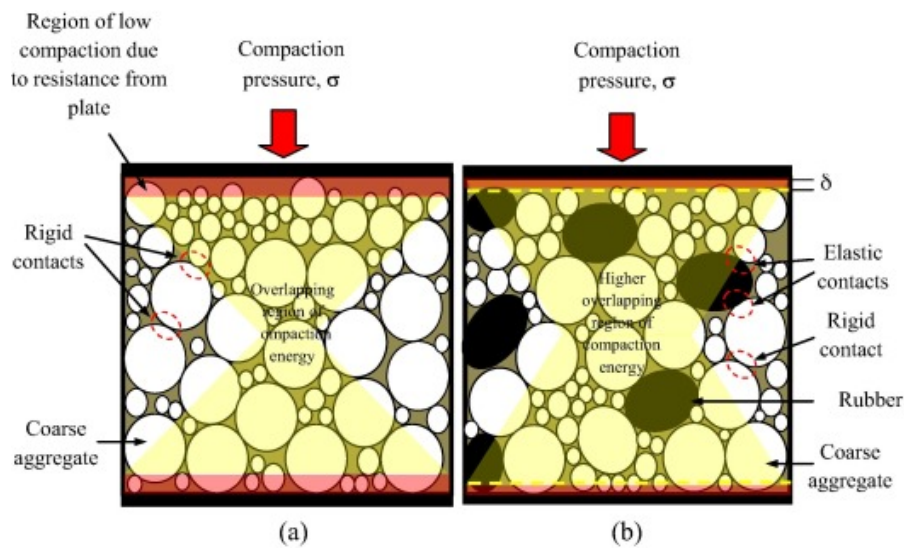 Region of low
compaction due
to resistance from
plate
Compaction
pressure, σ
Rigid
contacts
Overlapping
region of
ompaction
energy
Coarse
aggregate
(a)
Compaction
pressure, σ
δ
Elastic
contacts
Higher
overlapping
region of
compaction
energy
Rigid
contact
Rubber
Coarse
aggregate
(b)